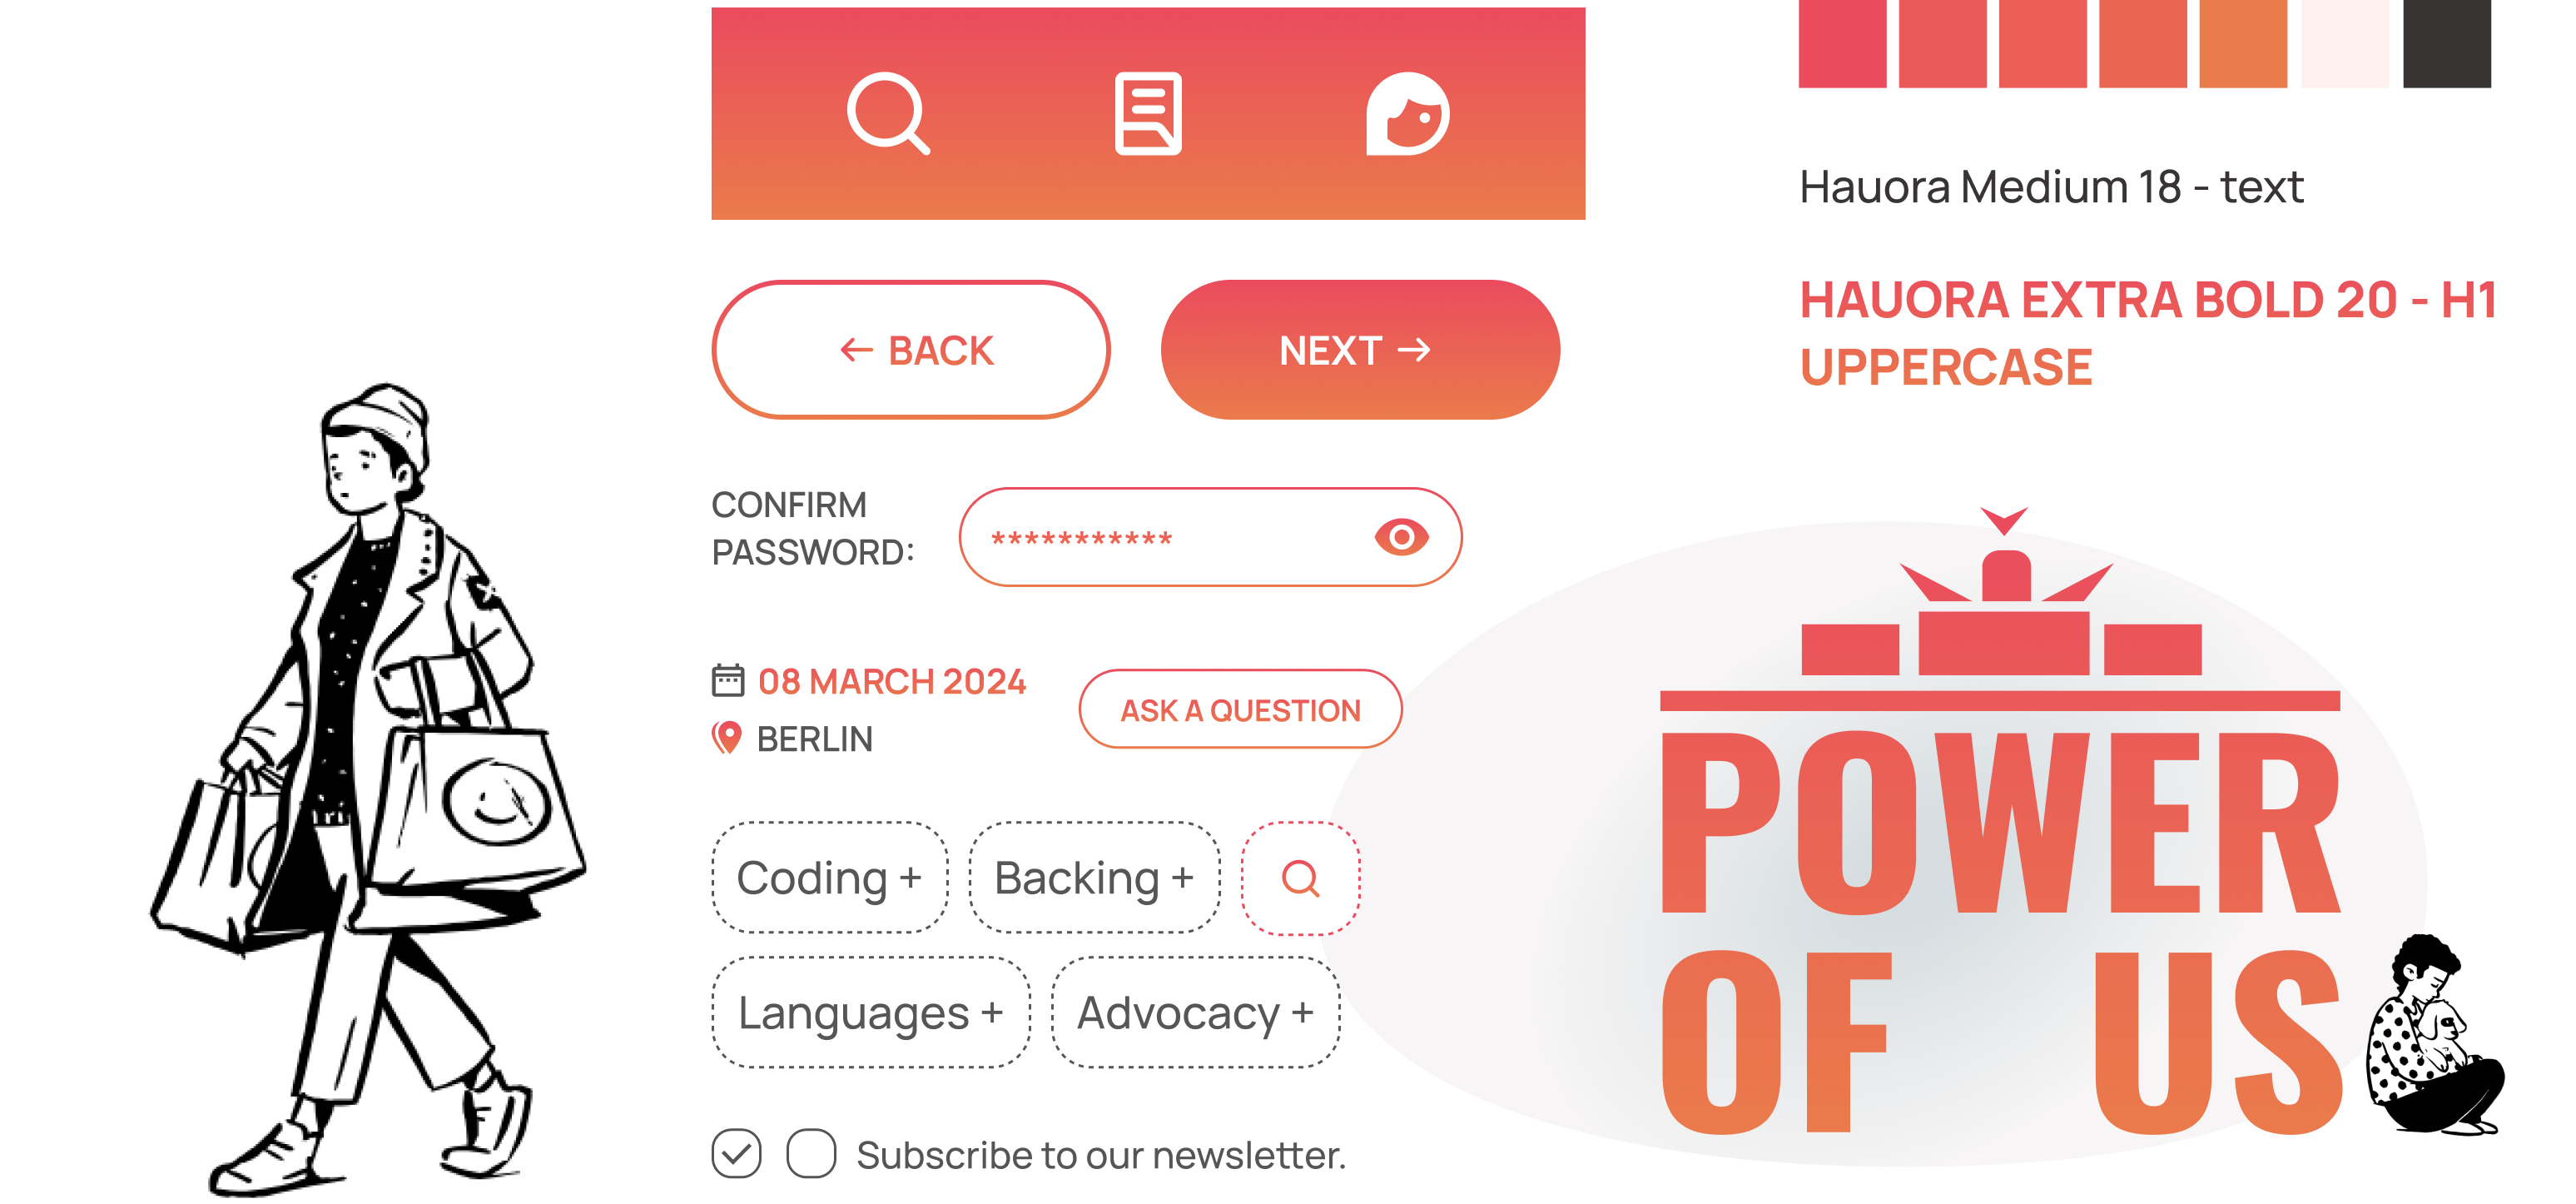 ← BACK
NEXT →
CONFIRM
PASSWORD:
***********
08 MARCH 2024
BERLIN
ASK A QUESTION
Coding +
Backing +
Languages +
Advocacy +
Subscribe to our newsletter.
Hauora Medium 18 - text
HAUORA EXTRA BOLD 20 - H1
UPPERCASE
POWER
OF US